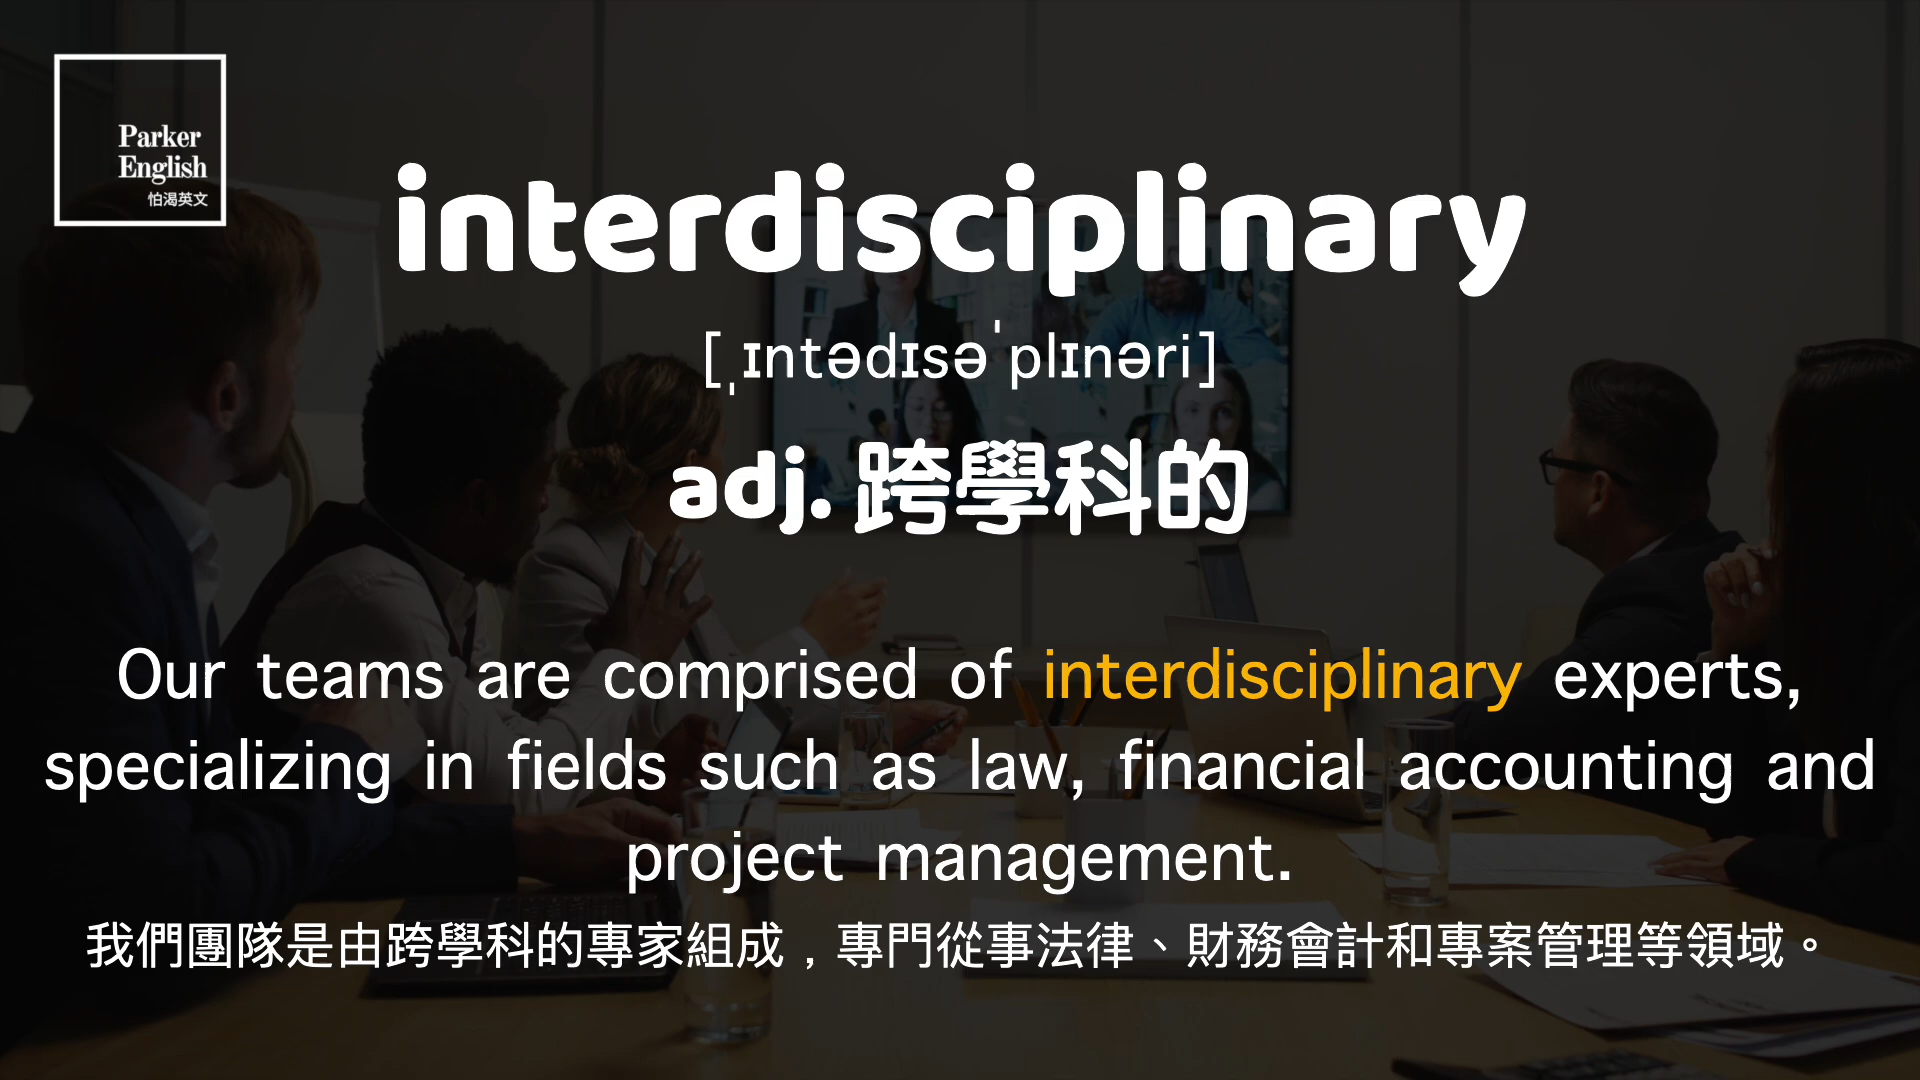 Parker
English
怕渴英文
interdisciplinary
[ˌɪntədɪsəˈplɪnəri]
adj. 跨學科的
Our teams are comprised of interdisciplinary experts,
specializing in fields such as law, financial accounting and
project management.
我們團隊是由跨學科的專家組成，專門從事法律、財務會計和專案管理等領域。